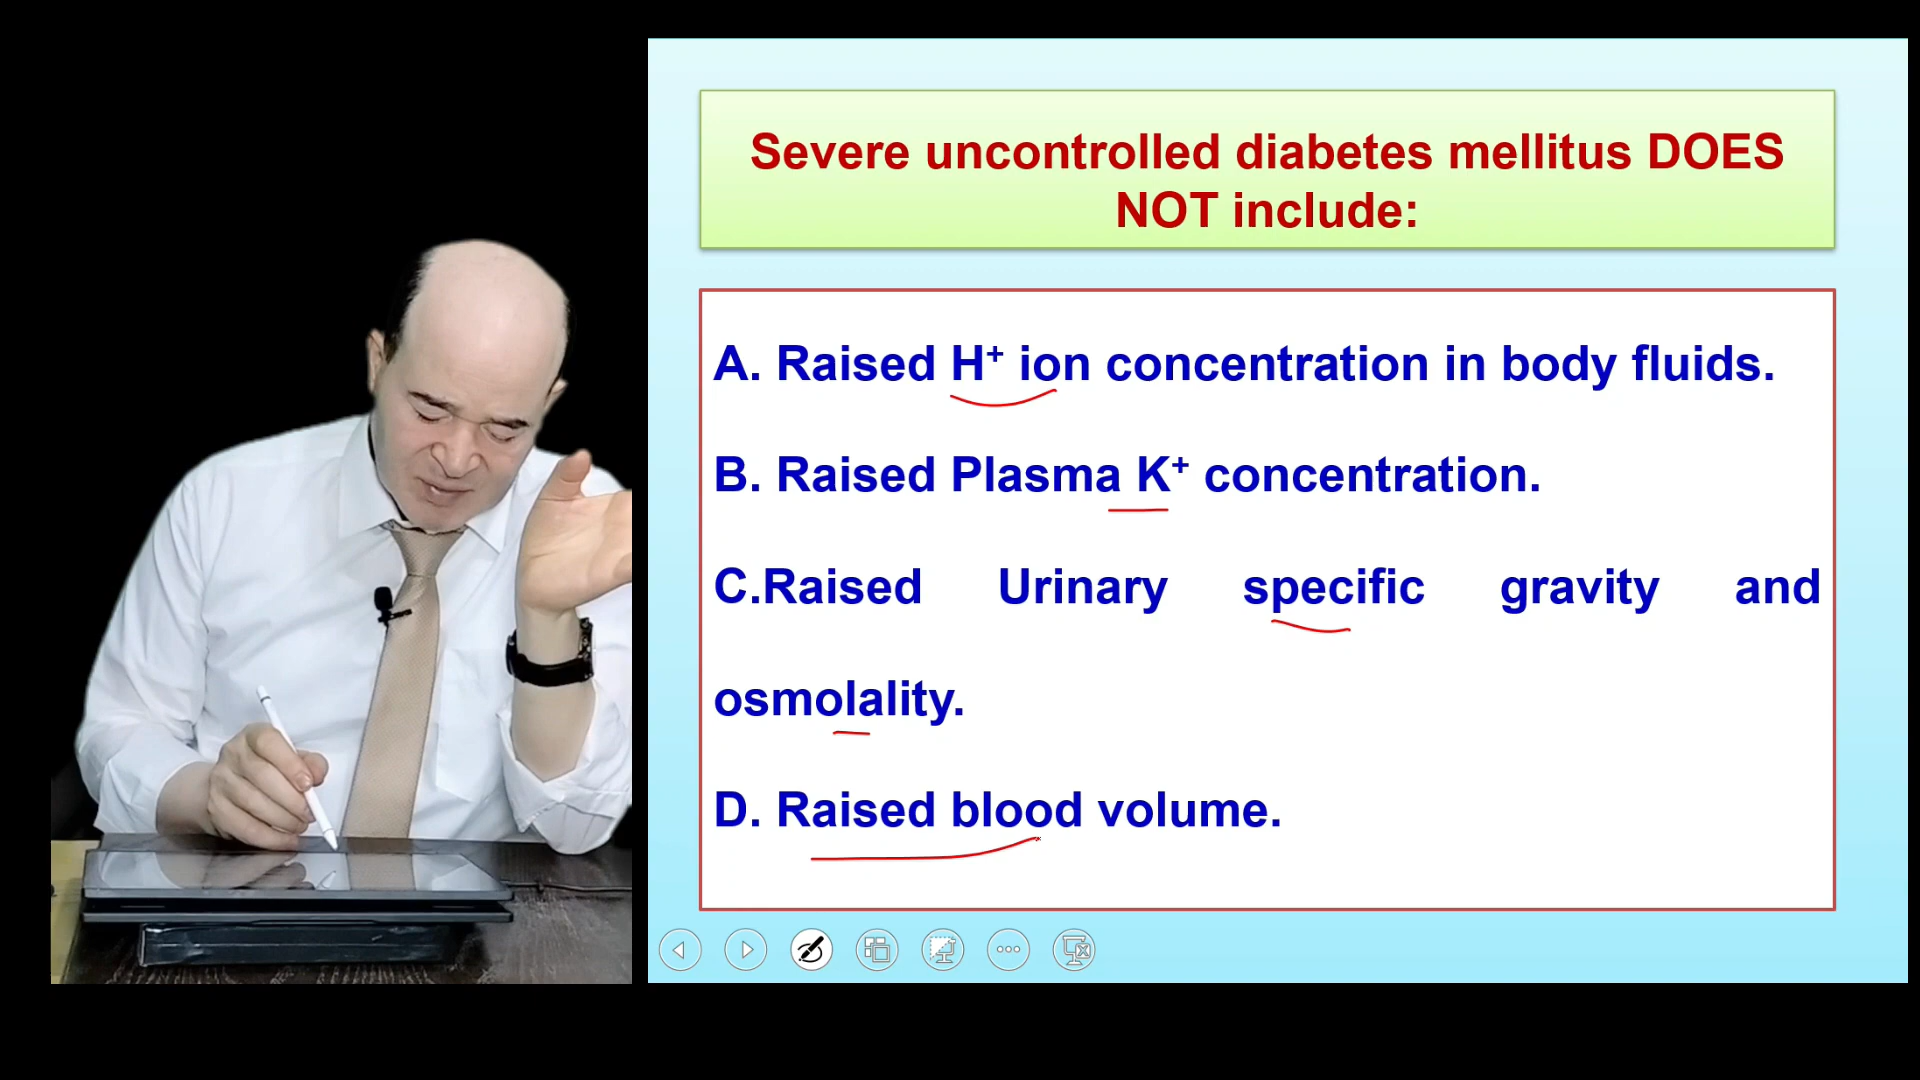 Severe uncontrolled diabetes mellitus DOES
NOT include:
A. Raised H⁺ ion concentration in body fluids.
B. Raised Plasma K⁺ concentration.
C.Raised Urinary specific gravity and
osmolality.
D. Raised blood volume.